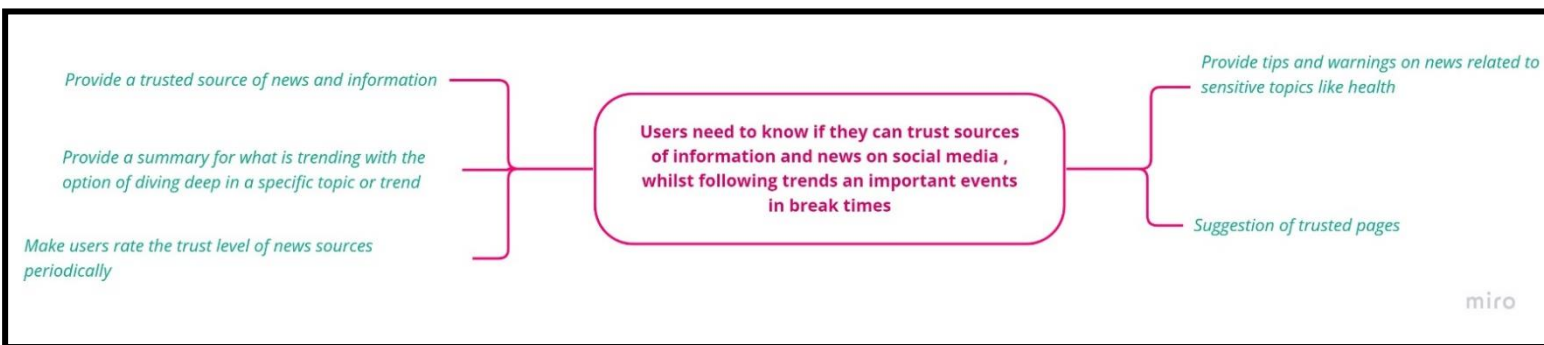 Provide a trusted source of news and information
Provide a summary for what is trending with the
option of diving deep in a specific topic or trend
Make users rate the trust level of news sources
periodically
Users need to know if they can trust sources
of information and news on social media ,
whilst following trends an important events
in break times
Provide tips and warnings on news related to
sensitive topics like health
Suggestion of trusted pages
miro